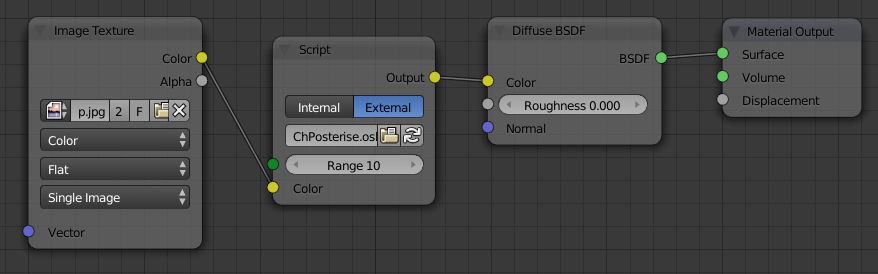 Image Texture
Color
Alpha
p.jpg 2 F
Color
Flat
Single Image
Vector
Script
Output
Internal External
ChPosterise.osl
Range 10
Color
Diffuse BSDF
BSDF
Color
Roughness 0.000
Normal
Material Output
Surface
Volume
Displacement